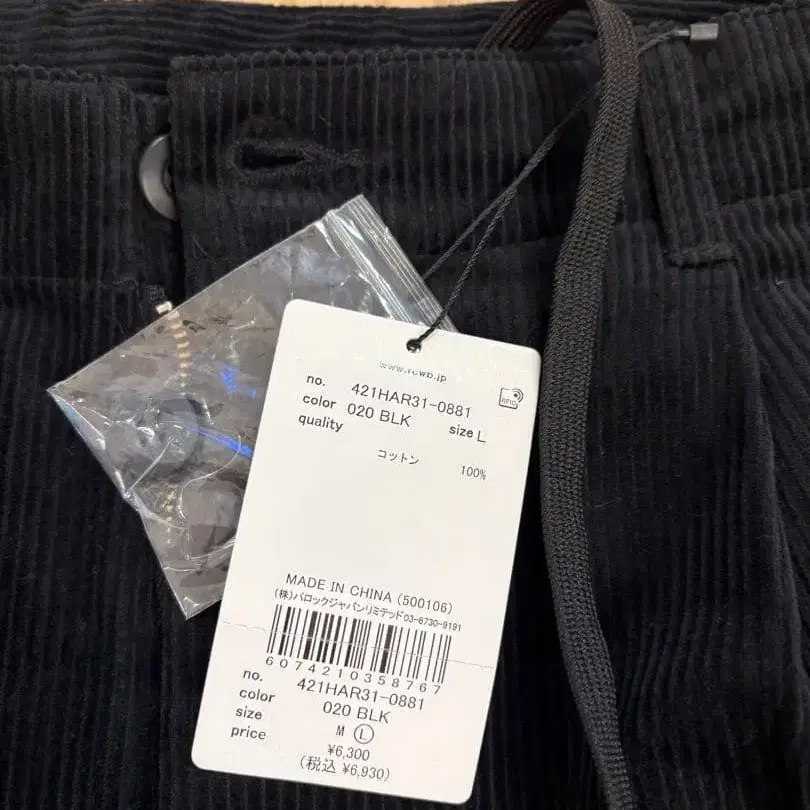 www.rcwb.jp
no. 421HAR31-0881
RFID
color 020 BLK size L
quality
コットン 100%
MADE IN CHINA (500106)
(株)バロックジャパンリミテッド03-6730-9191
6074210358767
no. 421HAR31-0881
color 020 BLK
size M L
price ¥6,300
(税込 ¥6,930)